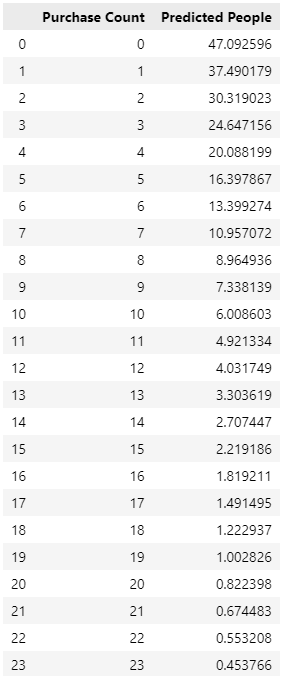 Purchase Count Predicted People
0 0 47.092596
1 1 37.490179
2 2 30.319023
3 3 24.647156
4 4 20.088199
5 5 16.397867
6 6 13.399274
7 7 10.957072
8 8 8.964936
9 9 7.338139
10 10 6.008603
11 11 4.921334
12 12 4.031749
13 13 3.303619
14 14 2.707447
15 15 2.219186
16 16 1.819211
17 17 1.491495
18 18 1.222937
19 19 1.002826
20 20 0.822398
21 21 0.674483
22 22 0.553208
23 23 0.453766